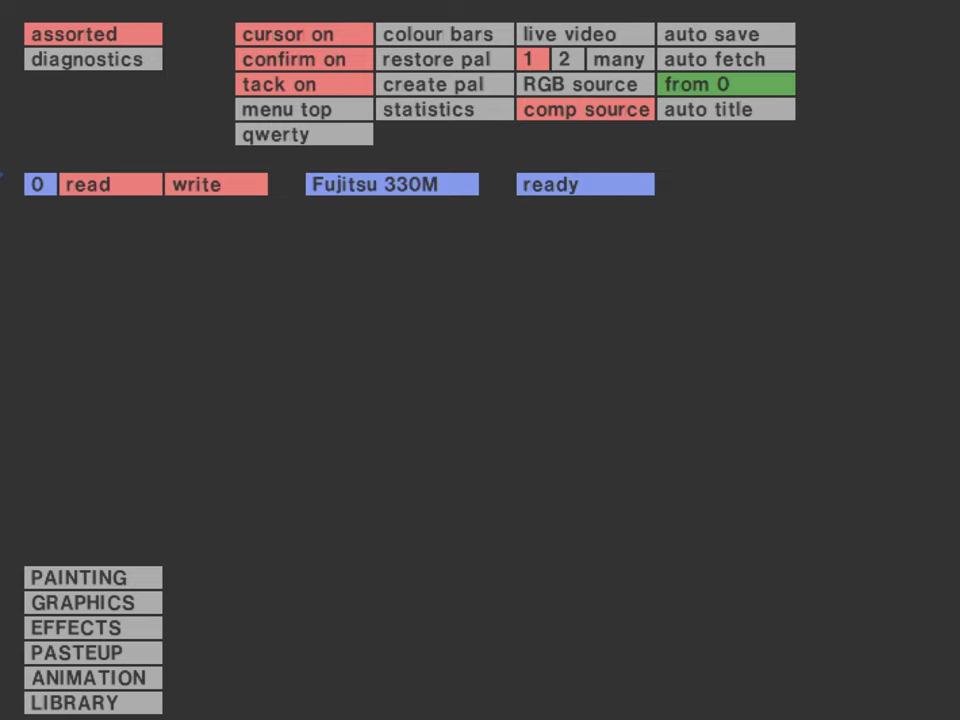 assorted cursor on colour bars live video auto save
diagnostics confirm on restore pal 1 2 many auto fetch
tack on create pal RGB source from 0
menu top statistics comp source auto title
qwerty
0 read write Fujitsu 330M ready
PAINTING
GRAPHICS
EFFECTS
PASTEUP
ANIMATION
LIBRARY